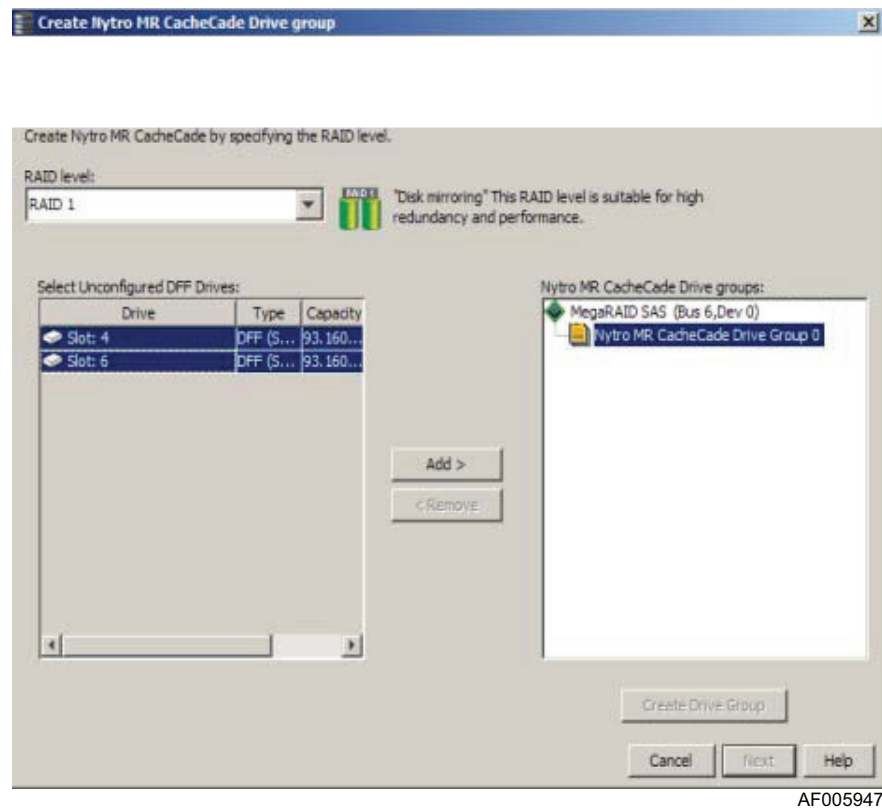 Create Nytro MR CacheCade Drive group
Create Nytro MR CacheCade by specifying the RAID level.
RAID level:
RAID 1
RAID 1
"Disk mirroring" This RAID level is suitable for high
redundancy and performance.
Select Unconfigured DFF Drives:
Drive Type Capacity
Slot: 4 DFF (S... 93.160...
Slot: 6 DFF (S... 93.160...
Add >
< Remove
Nytro MR CacheCade Drive groups:
MegaRAID SAS (Bus 6,Dev 0)
Nytro MR CacheCade Drive Group 0
Create Drive Group
Cancel Next Help
AF005947